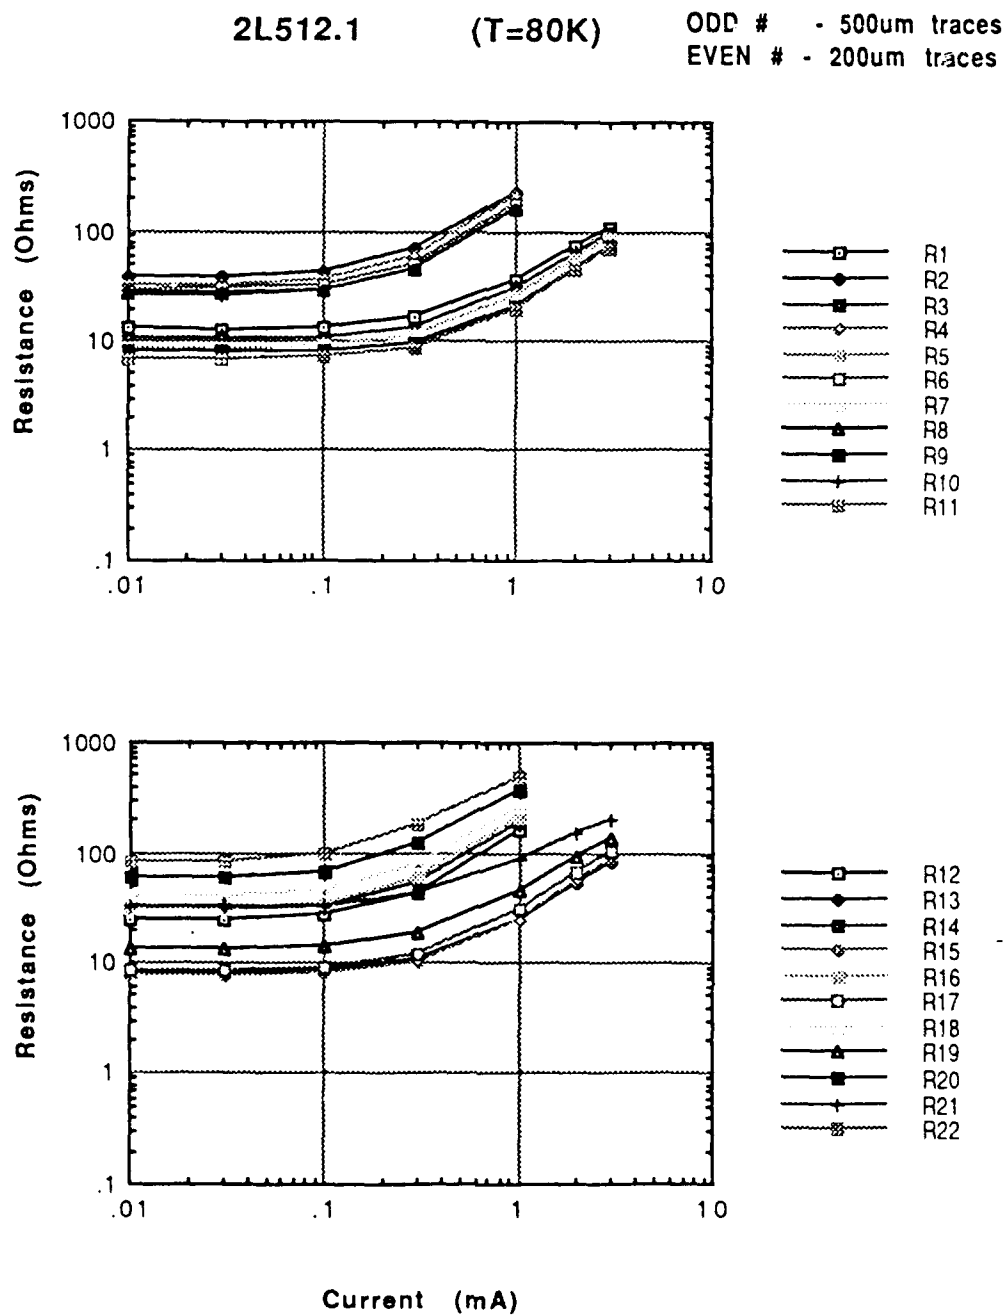 2L512.1 (T=80K)
ODD # - 500um traces
EVEN # - 200um traces
Resistance (Ohms)
1000
100
10
1
.1
.01 .1 1 10
R1
R2
R3
R4
R5
R6
R7
R8
R9
R10
R11
Resistance (Ohms)
1000
100
10
1
.1
.01 .1 1 10
R12
R13
R14
R15
R16
R17
R18
R19
R20
R21
R22
Current (mA)